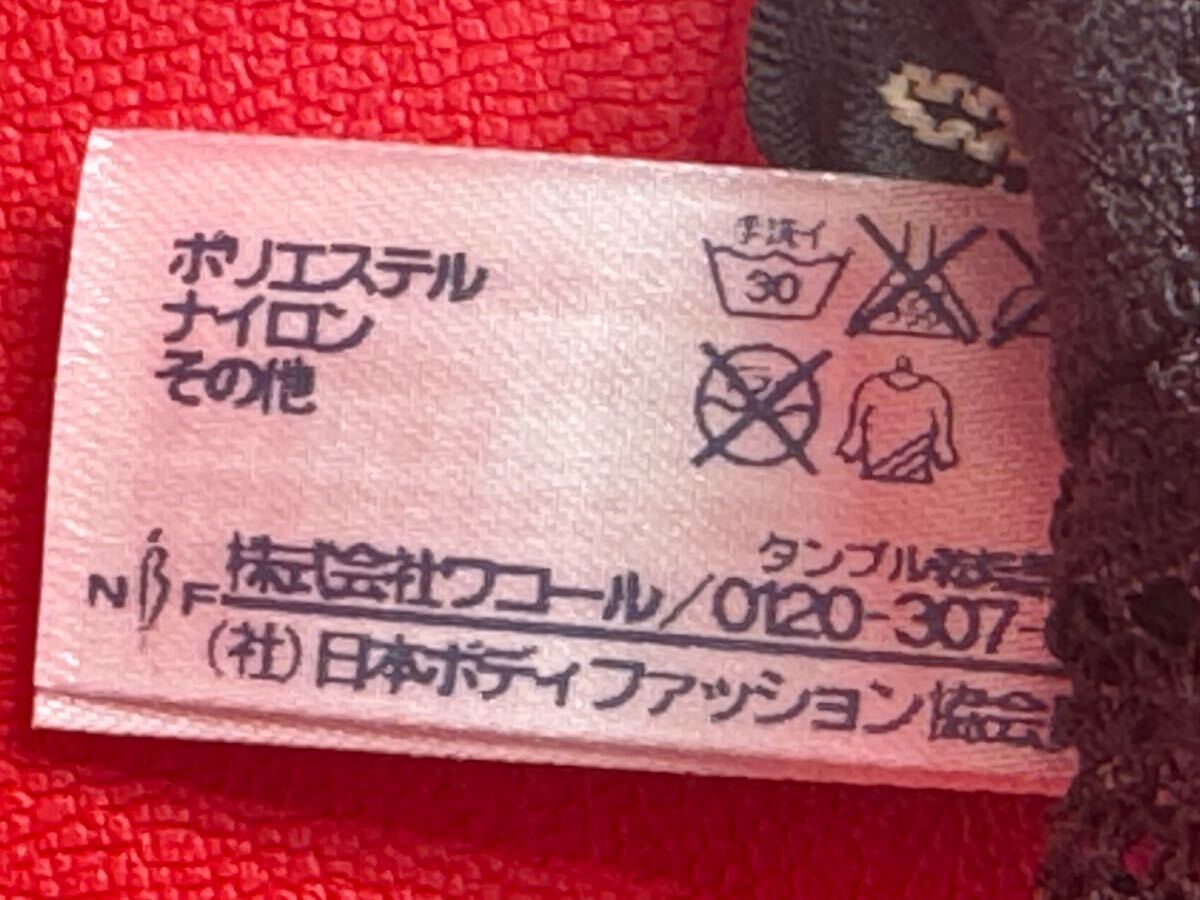 ポリエステル
ナイロン
その他
手洗イ
30
タンブル乾燥
NBF
株式会社ワコール/0120-307-
(社)日本ボディファッション協会